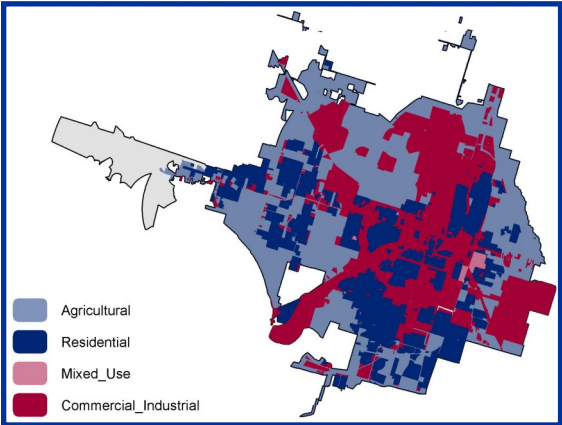 Agricultural
Residential
Mixed_Use
Commercial_Industrial